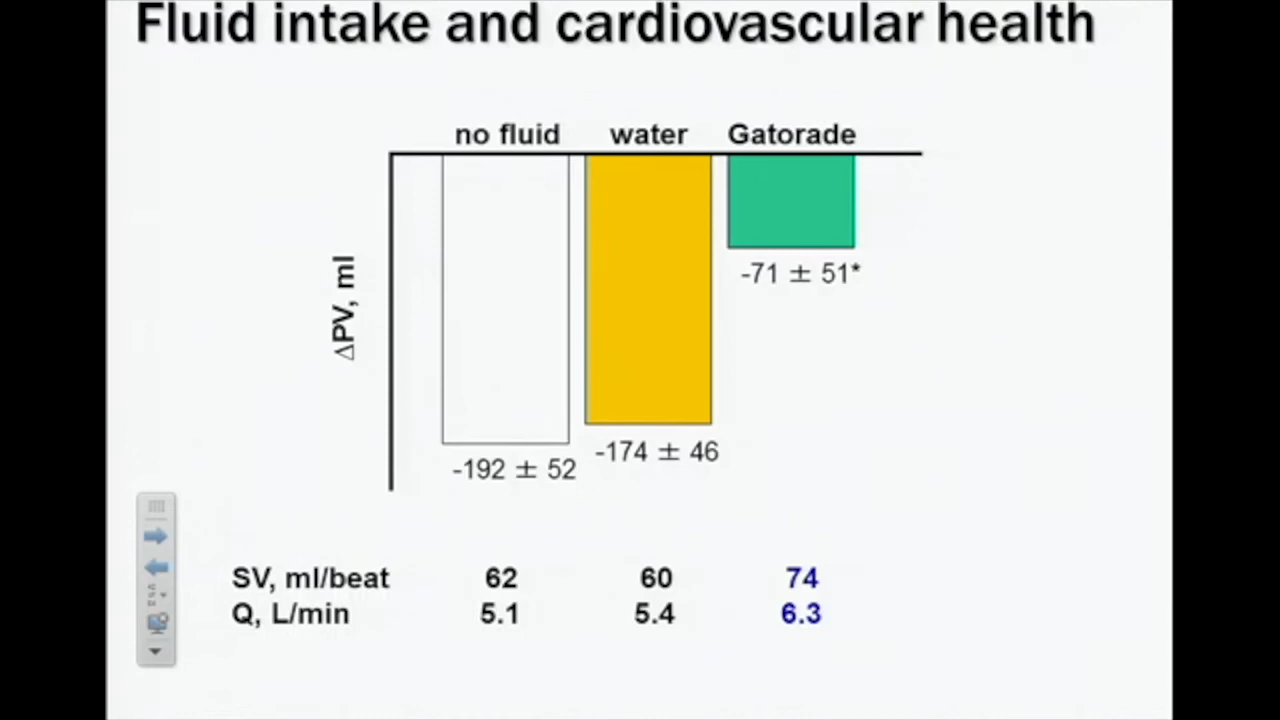 Fluid intake and cardiovascular health
no fluid water Gatorade
ΔPV, ml
-71 ± 51*
-174 ± 46
-192 ± 52
SV, ml/beat 62 60 74
Q, L/min 5.1 5.4 6.3